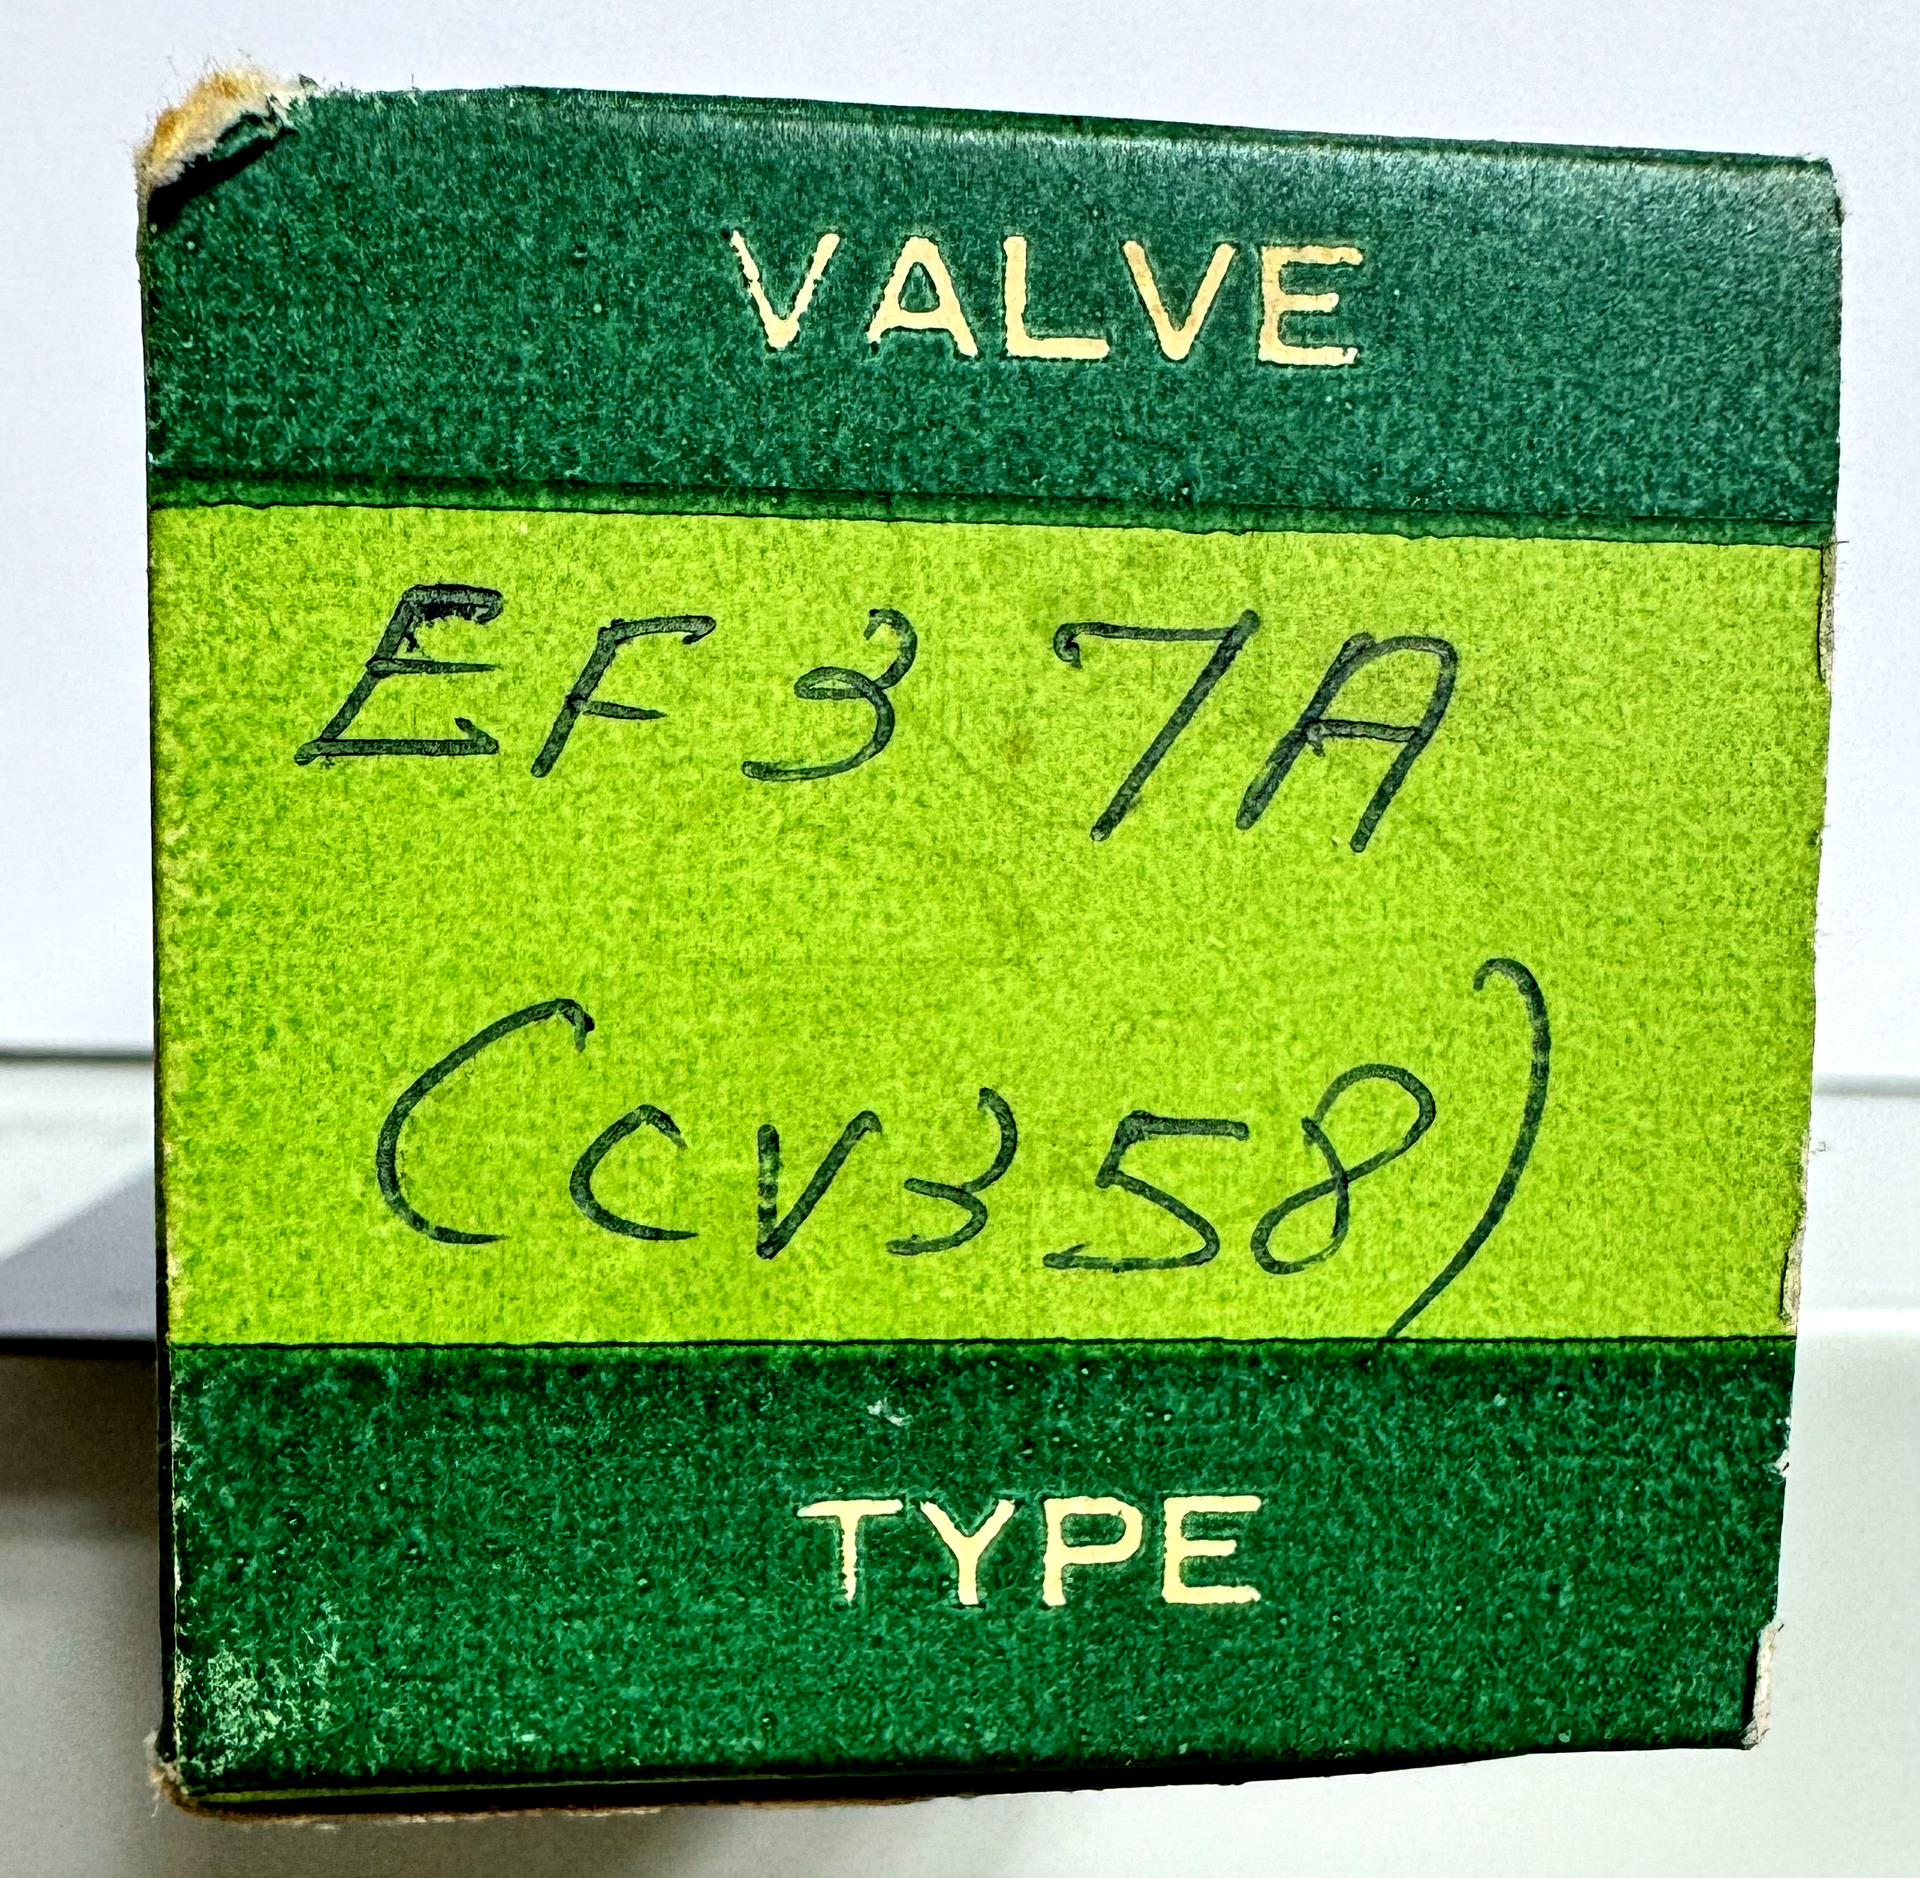 VALVE
EF37A
(CV358)
TYPE